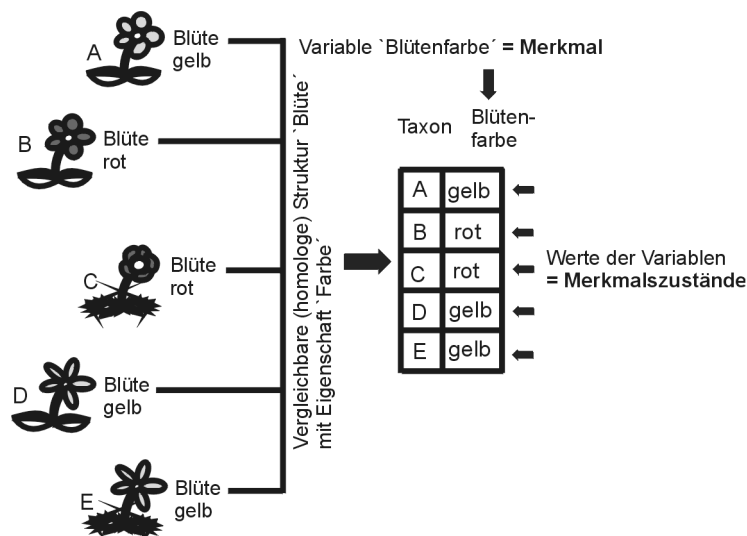 A
Blüte
gelb
B
Blüte
rot
C
Blüte
rot
D
Blüte
gelb
E
Blüte
gelb
Vergleichbare (homologe) Struktur `Blüte´
mit Eigenschaft `Farbe´
Variable `Blütenfarbe´ = Merkmal
Taxon
Blüten-
farbe
A gelb
B rot
C rot
D gelb
E gelb
Werte der Variablen
= Merkmalszustände